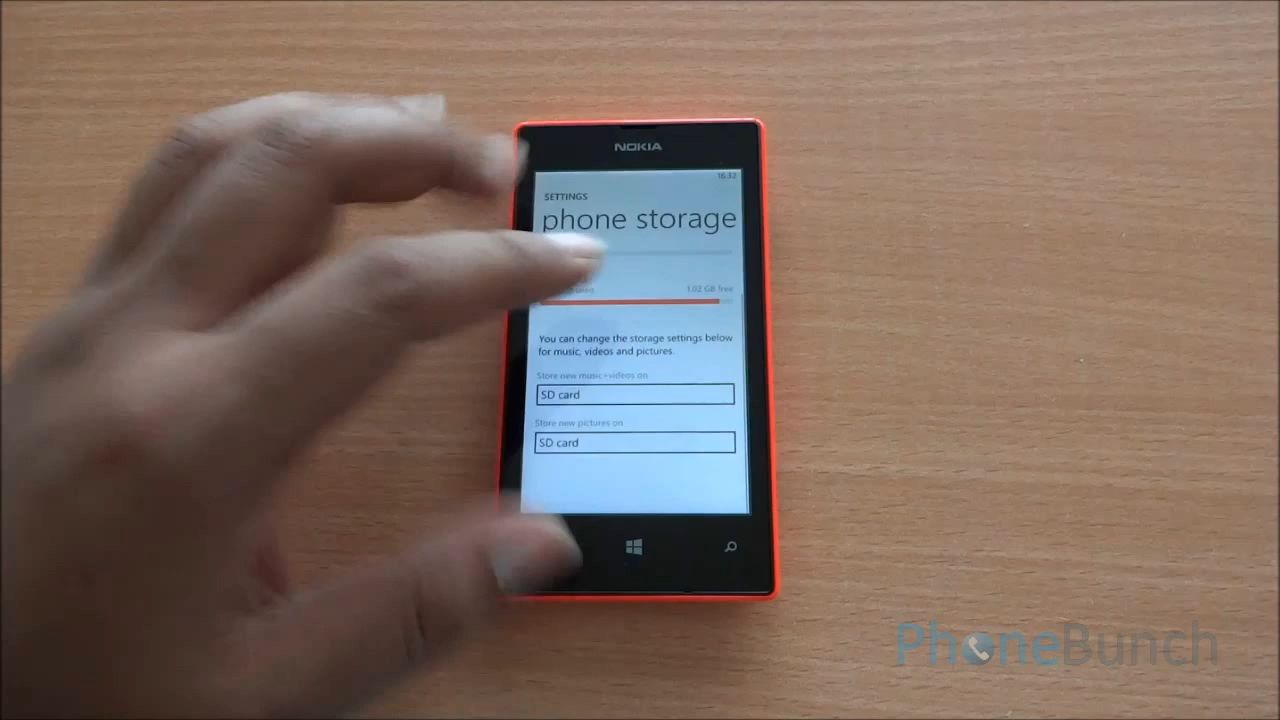 NOKIA
16:32
SETTINGS
phone storage
1.02 GB free
You can change the storage settings below
for music, videos and pictures.
Store new music+videos on
SD card
Store new pictures on
SD card
PhoneBunch